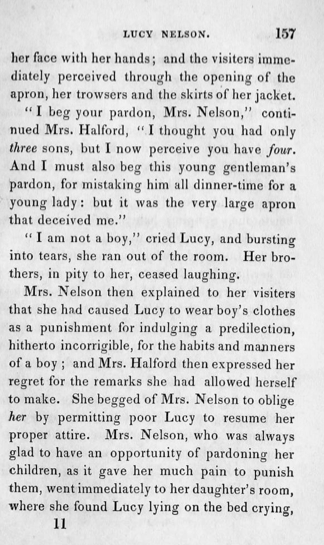 LUCY NELSON. 157
her face with her hands; and the visiters imme-
diately perceived through the opening of the
apron, her trowsers and the skirts of her jacket.
"I beg your pardon, Mrs. Nelson," conti-
nued Mrs. Halford, "I thought you had only
three sons, but I now perceive you have four.
And I must also beg this young gentleman's
pardon, for mistaking him all dinner-time for a
young lady: but it was the very large apron
that deceived me."
"I am not a boy," cried Lucy, and bursting
into tears, she ran out of the room. Her bro-
thers, in pity to her, ceased laughing.
Mrs. Nelson then explained to her visiters
that she had caused Lucy to wear boy's clothes
as a punishment for indulging a predilection,
hitherto incorrigible, for the habits and manners
of a boy; and Mrs. Halford then expressed her
regret for the remarks she had allowed herself
to make. She begged of Mrs. Nelson to oblige
her by permitting poor Lucy to resume her
proper attire. Mrs. Nelson, who was always
glad to have an opportunity of pardoning her
children, as it gave her much pain to punish
them, went immediately to her daughter's room,
where she found Lucy lying on the bed crying,
11